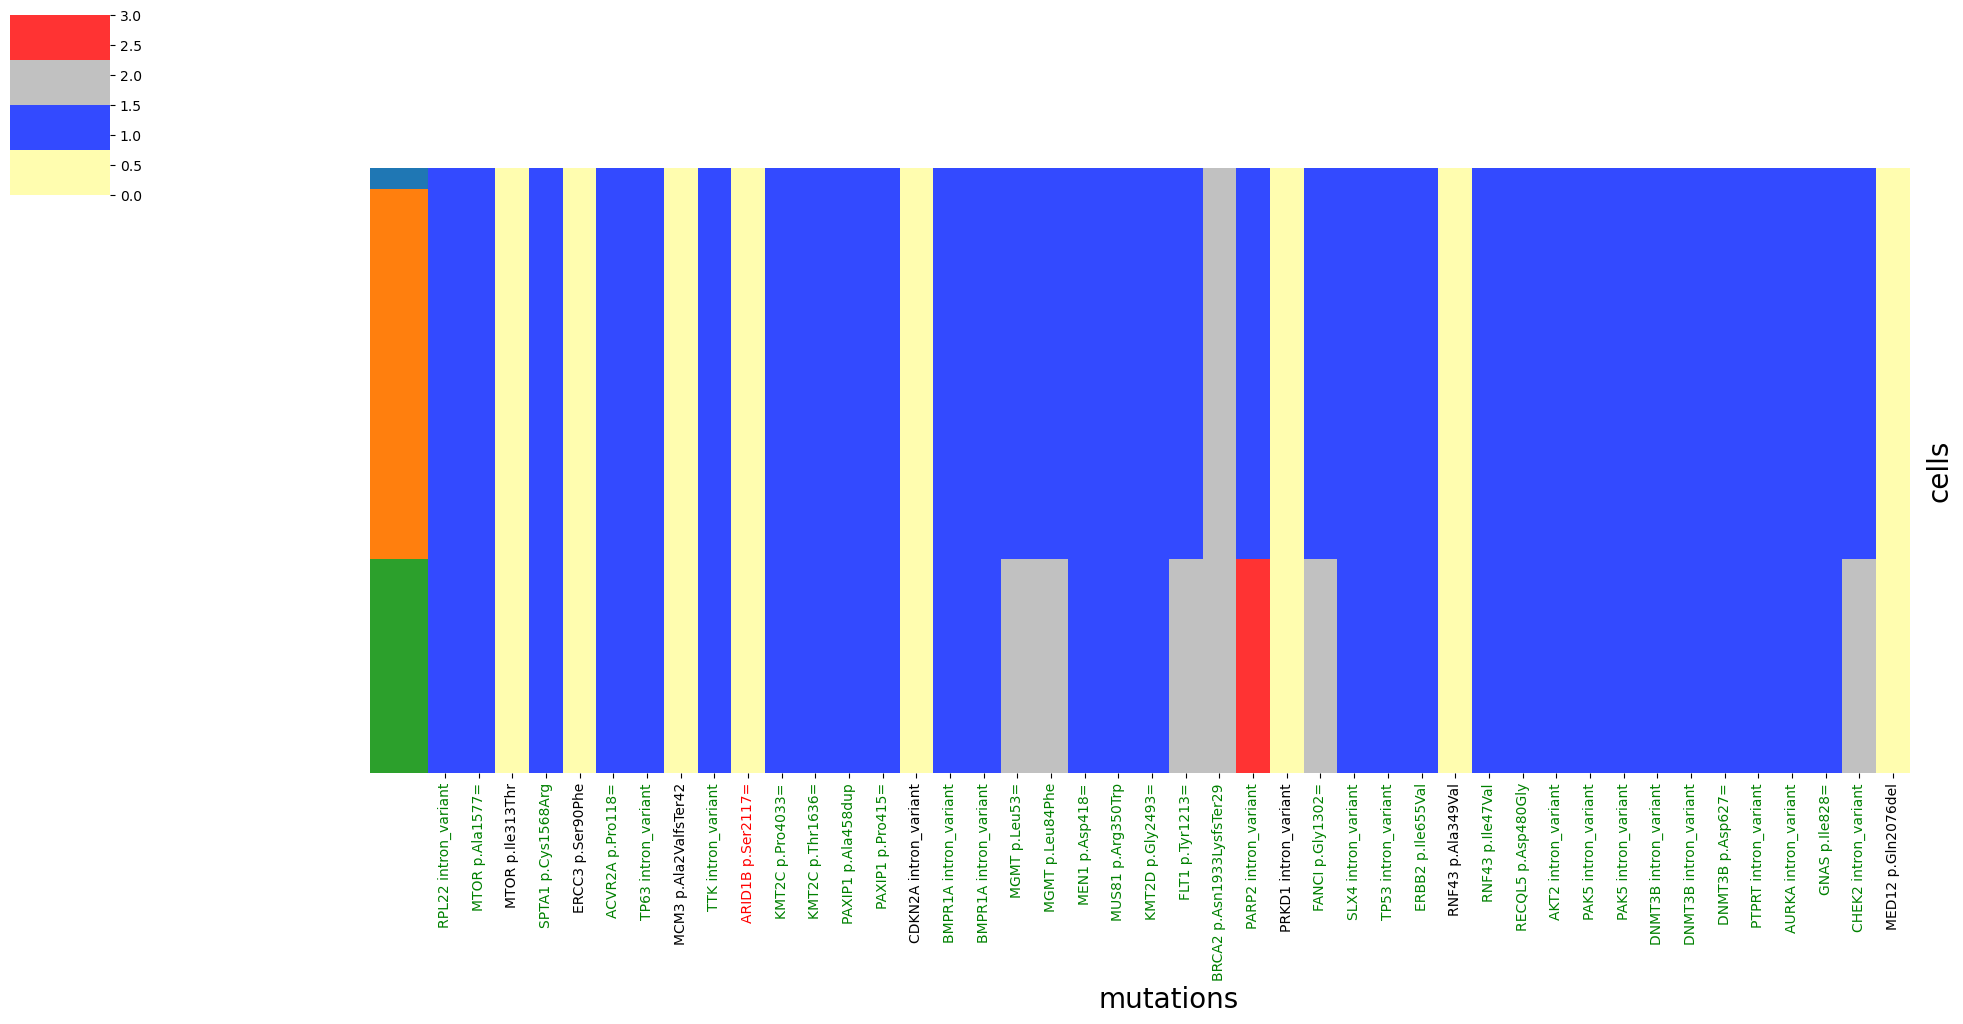 3.0
2.5
2.0
1.5
1.0
0.5
0.0
cells
RPL22 intron_variant
MTOR p.Ala1577=
MTOR p.Ile313Thr
SPTA1 p.Cys1568Arg
ERCC3 p.Ser90Phe
ACVR2A p.Pro118=
TP63 intron_variant
MCM3 p.Ala2ValfsTer42
TTK intron_variant
ARID1B p.Ser2117=
KMT2C p.Pro4033=
KMT2C p.Thr1636=
PAXIP1 p.Ala458dup
PAXIP1 p.Pro415=
CDKN2A intron_variant
BMPR1A intron_variant
BMPR1A intron_variant
MGMT p.Leu53=
MGMT p.Leu84Phe
MEN1 p.Asp418=
MUS81 p.Arg350Trp
KMT2D p.Gly2493=
FLT1 p.Tyr1213=
BRCA2 p.Asn1933LysfsTer29
PARP2 intron_variant
PRKD1 intron_variant
FANCI p.Gly1302=
SLX4 intron_variant
TP53 intron_variant
ERBB2 p.Ile655Val
RNF43 p.Ala349Val
RNF43 p.Ile47Val
RECQL5 p.Asp480Gly
AKT2 intron_variant
PAK5 intron_variant
PAK5 intron_variant
DNMT3B intron_variant
DNMT3B intron_variant
DNMT3B p.Asp627=
PTPRT intron_variant
AURKA intron_variant
GNAS p.Ile828=
CHEK2 intron_variant
MED12 p.Gln2076del
mutations